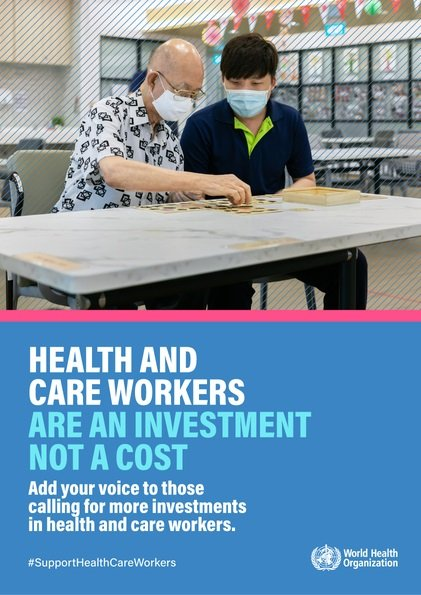 HEALTH AND
CARE WORKERS
ARE AN INVESTMENT
NOT A COST
Add your voice to those
calling for more investments
in health and care workers.
#SupportHealthCareWorkers
World Health
Organization